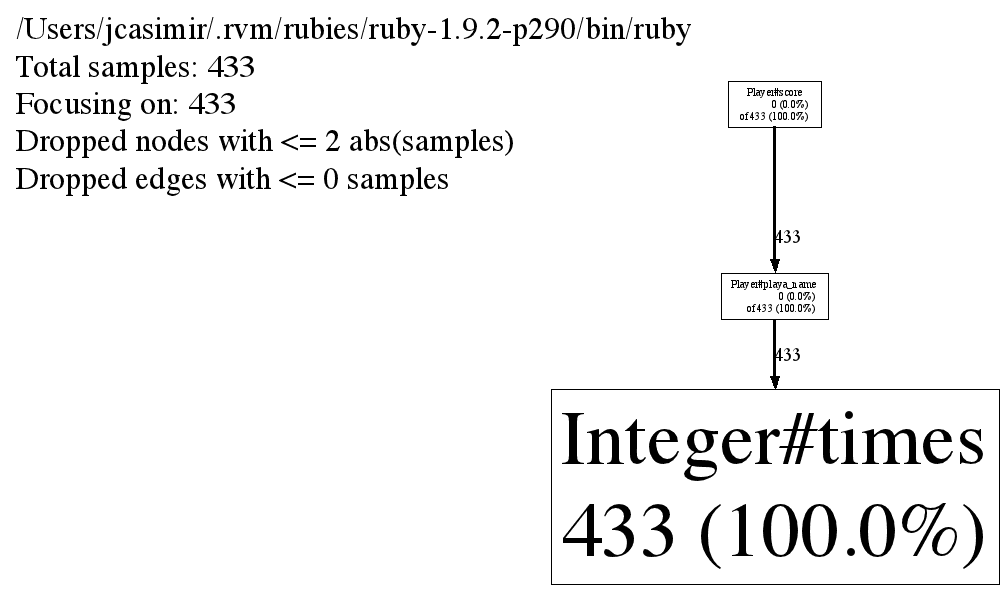 /Users/jcasimir/.rvm/rubies/ruby-1.9.2-p290/bin/ruby
Total samples: 433
Focusing on: 433
Dropped nodes with <= 2 abs(samples)
Dropped edges with <= 0 samples
Player#score
0 (0.0%)
of 433 (100.0%)
433
Player#playa_name
0 (0.0%)
of 433 (100.0%)
433
Integer#times
433 (100.0%)